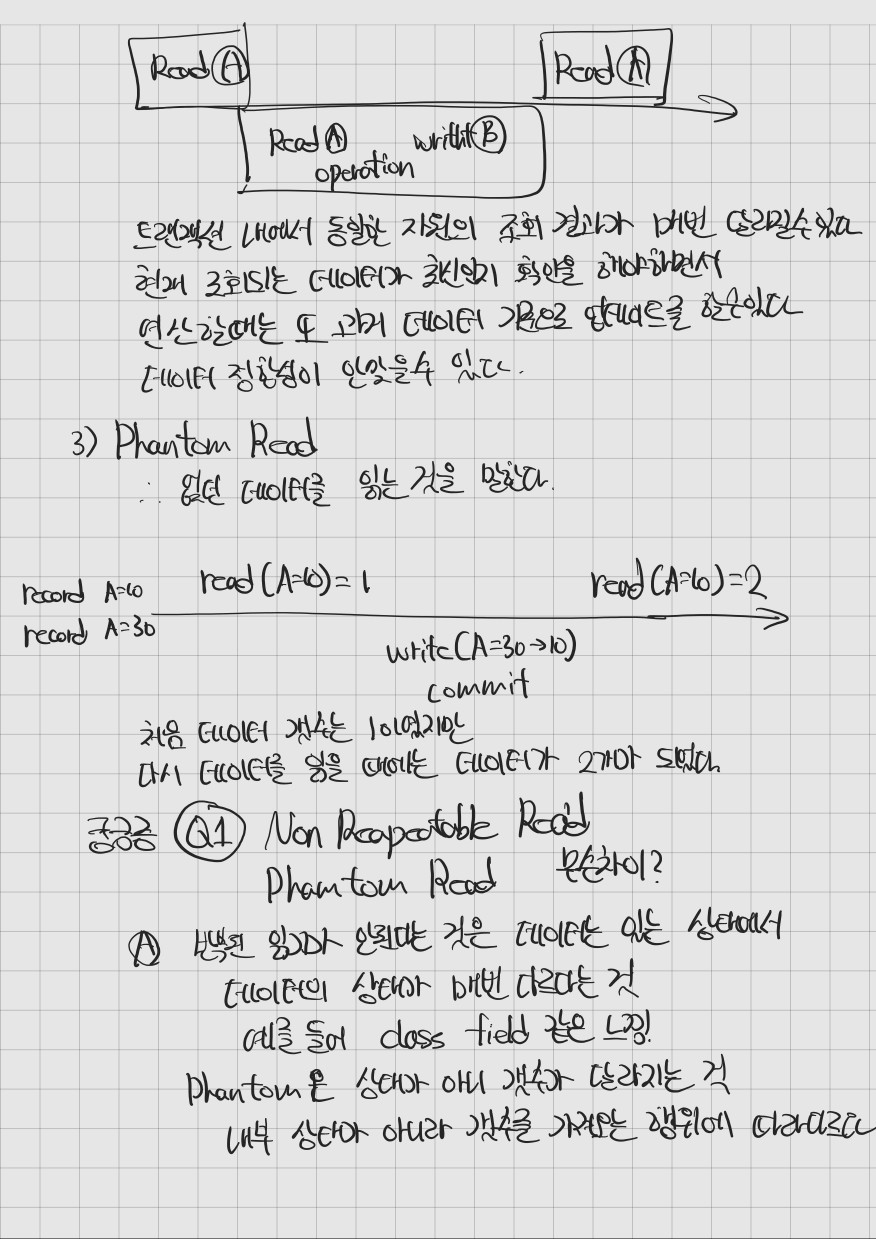 Read A
Read A
Read A writht B
operation
트랜잭션 내에서 동일한 자원의 조회 결과가 매번 달라질수있다
현재 조회되는 데이터가 최신인지 확인을 해야하면서
연산할때는 또 과거 데이터 기준으로 업데이트를 할수있다
데이터 정합성이 안맞을수 있다.
3) Phantom Read
∴ 없던 데이터를 읽는 것을 말한다.
record A=10
record A=30
read (A=10) = 1
read (A=10) = 2
write (A=30→10)
commit
처음 데이터 갯수는 1이였지만
다시 데이터를 읽을 때에는 데이터가 2개가 되었다
궁금증 Q1 Non Reapeatable Read
Phamtom Read 무슨차이?
A 반복된 읽기가 안된다는 것은 데이터는 있는 상태에서
데이터의 상태가 매번 다르다는 것
예를 들어 class field 같은 느낌!
Phantom은 상태가 아니 갯수가 달라지는 것
내부 상태가 아니라 갯수를 가져오는 행위에 따라다르다